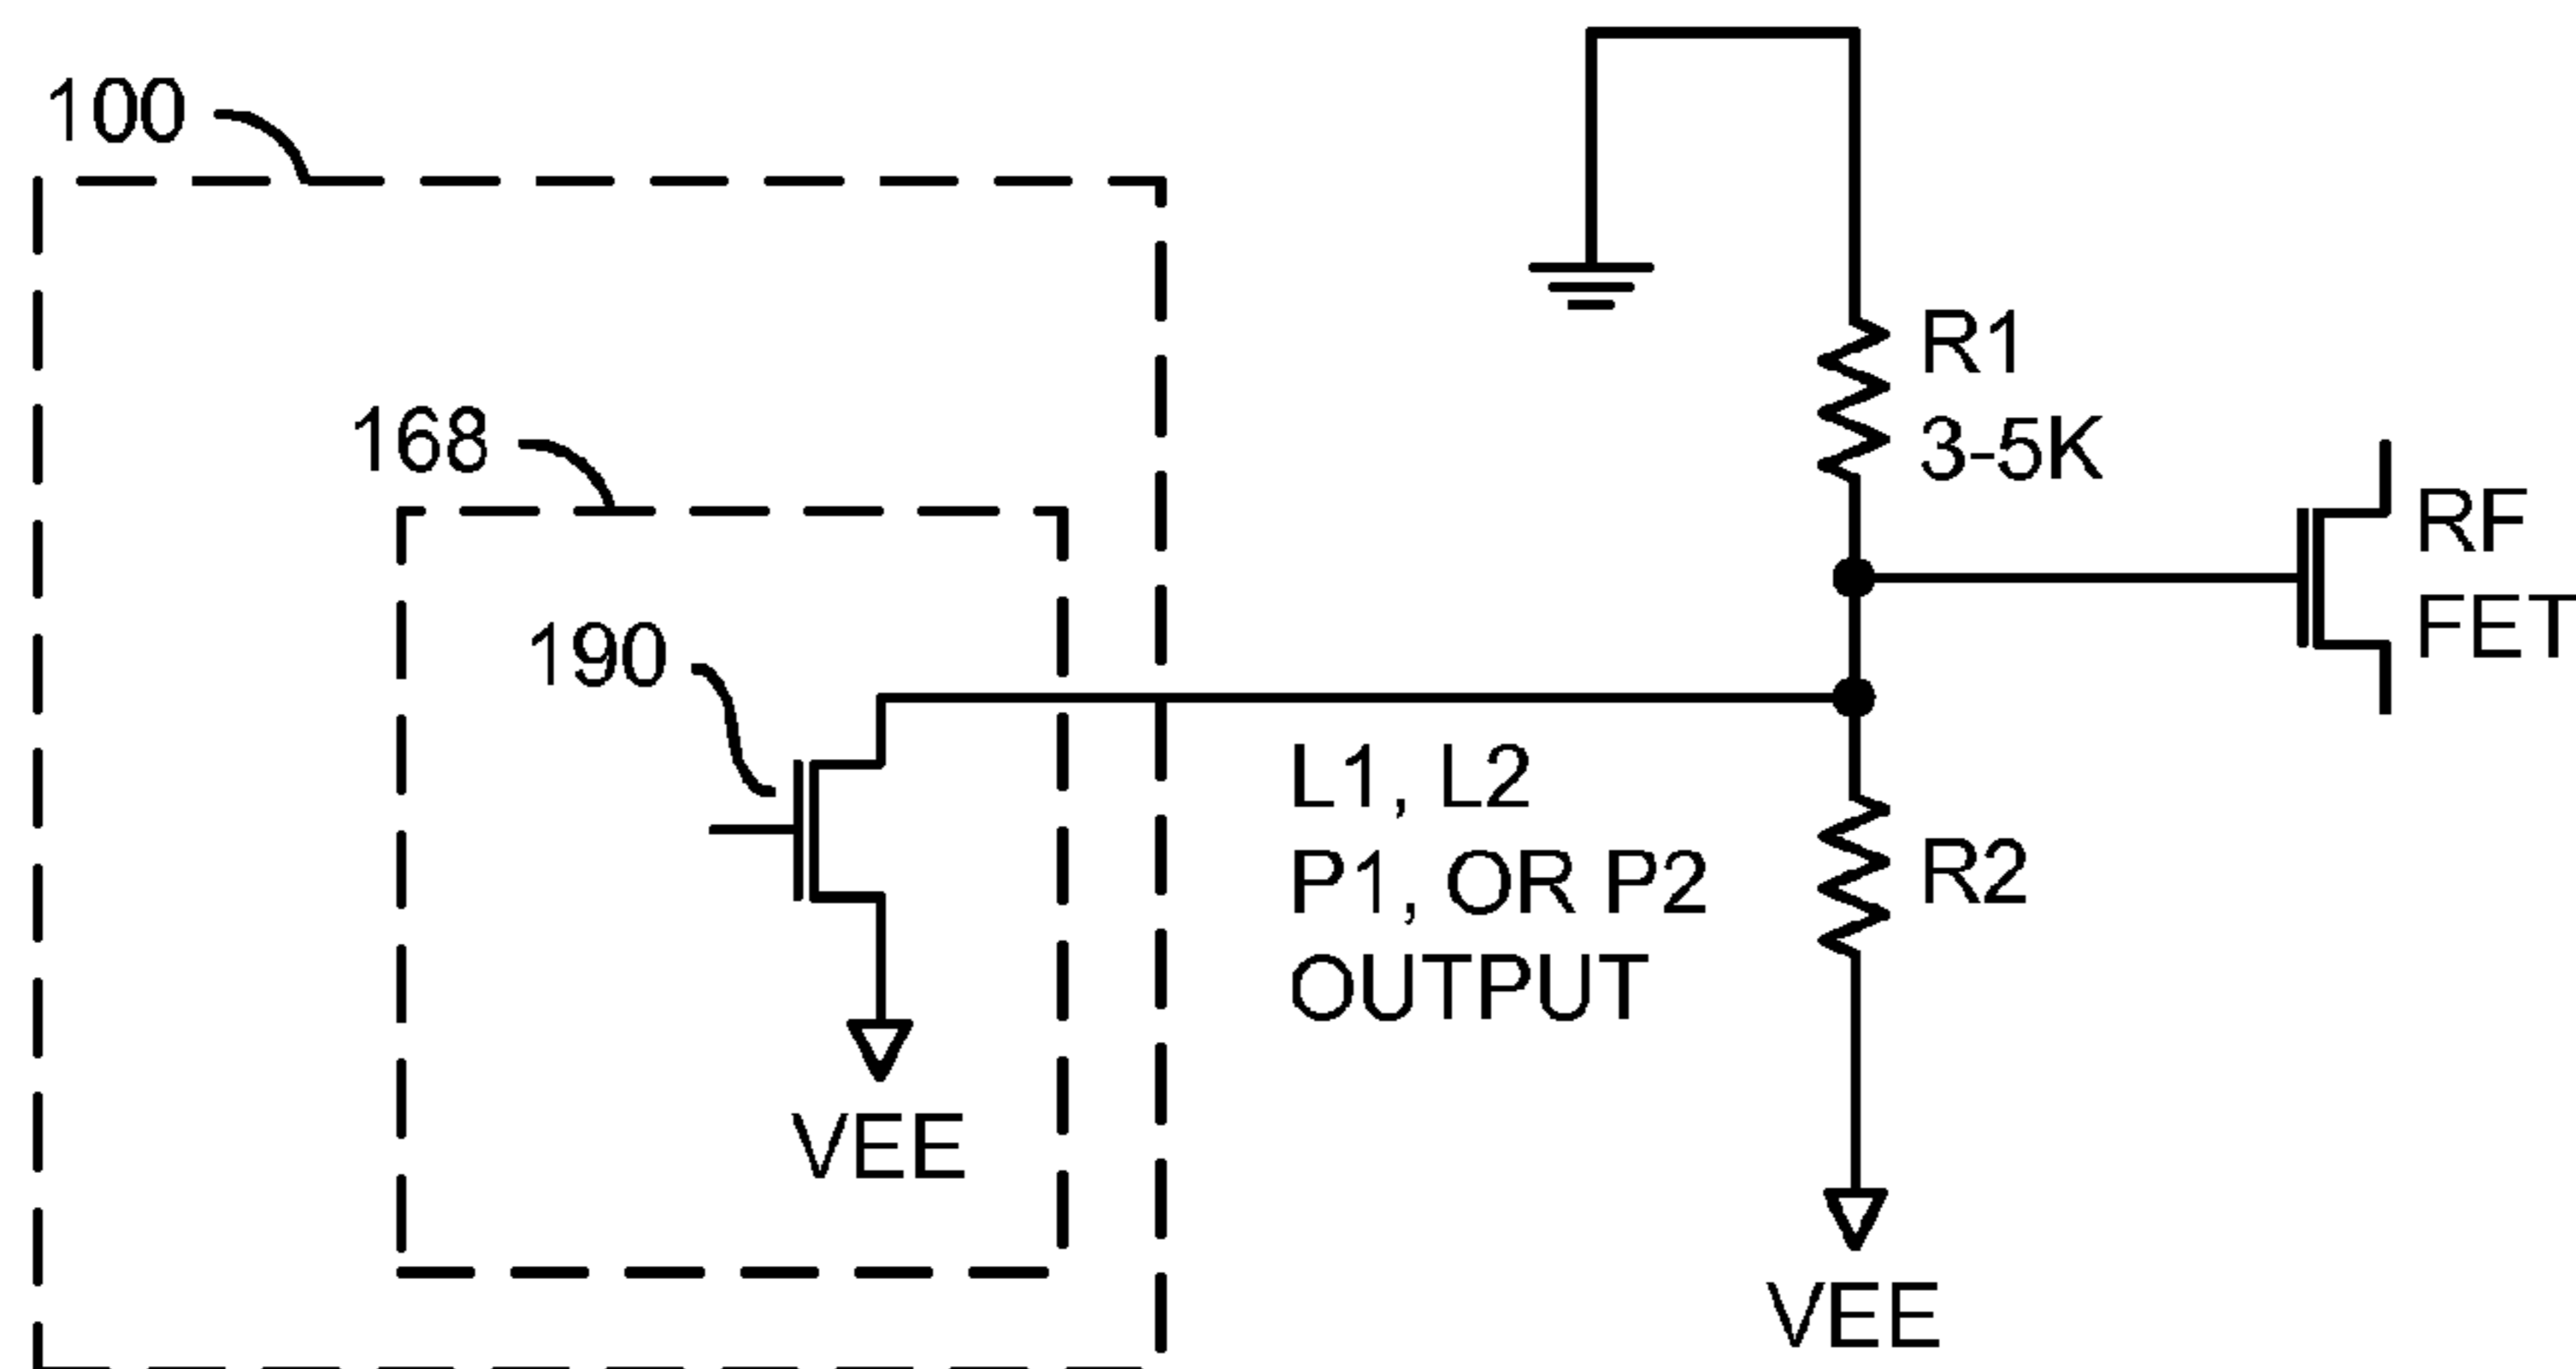 100
R1
3-5K
168
RF
FET
190
L1, L2
P1, OR P2
OUTPUT
R2
VEE
VEE